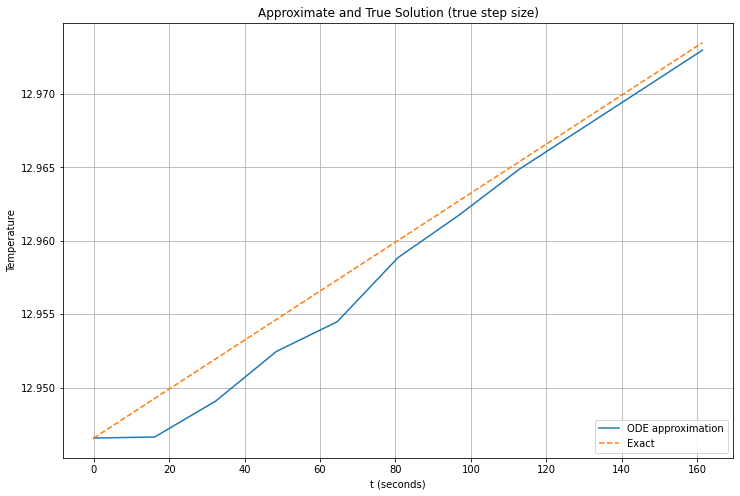 Approximate and True Solution (true step size)
Temperature
12.970
12.965
12.960
12.955
12.950
0 20 40 60 80 100 120 140 160
t (seconds)
ODE approximation
Exact